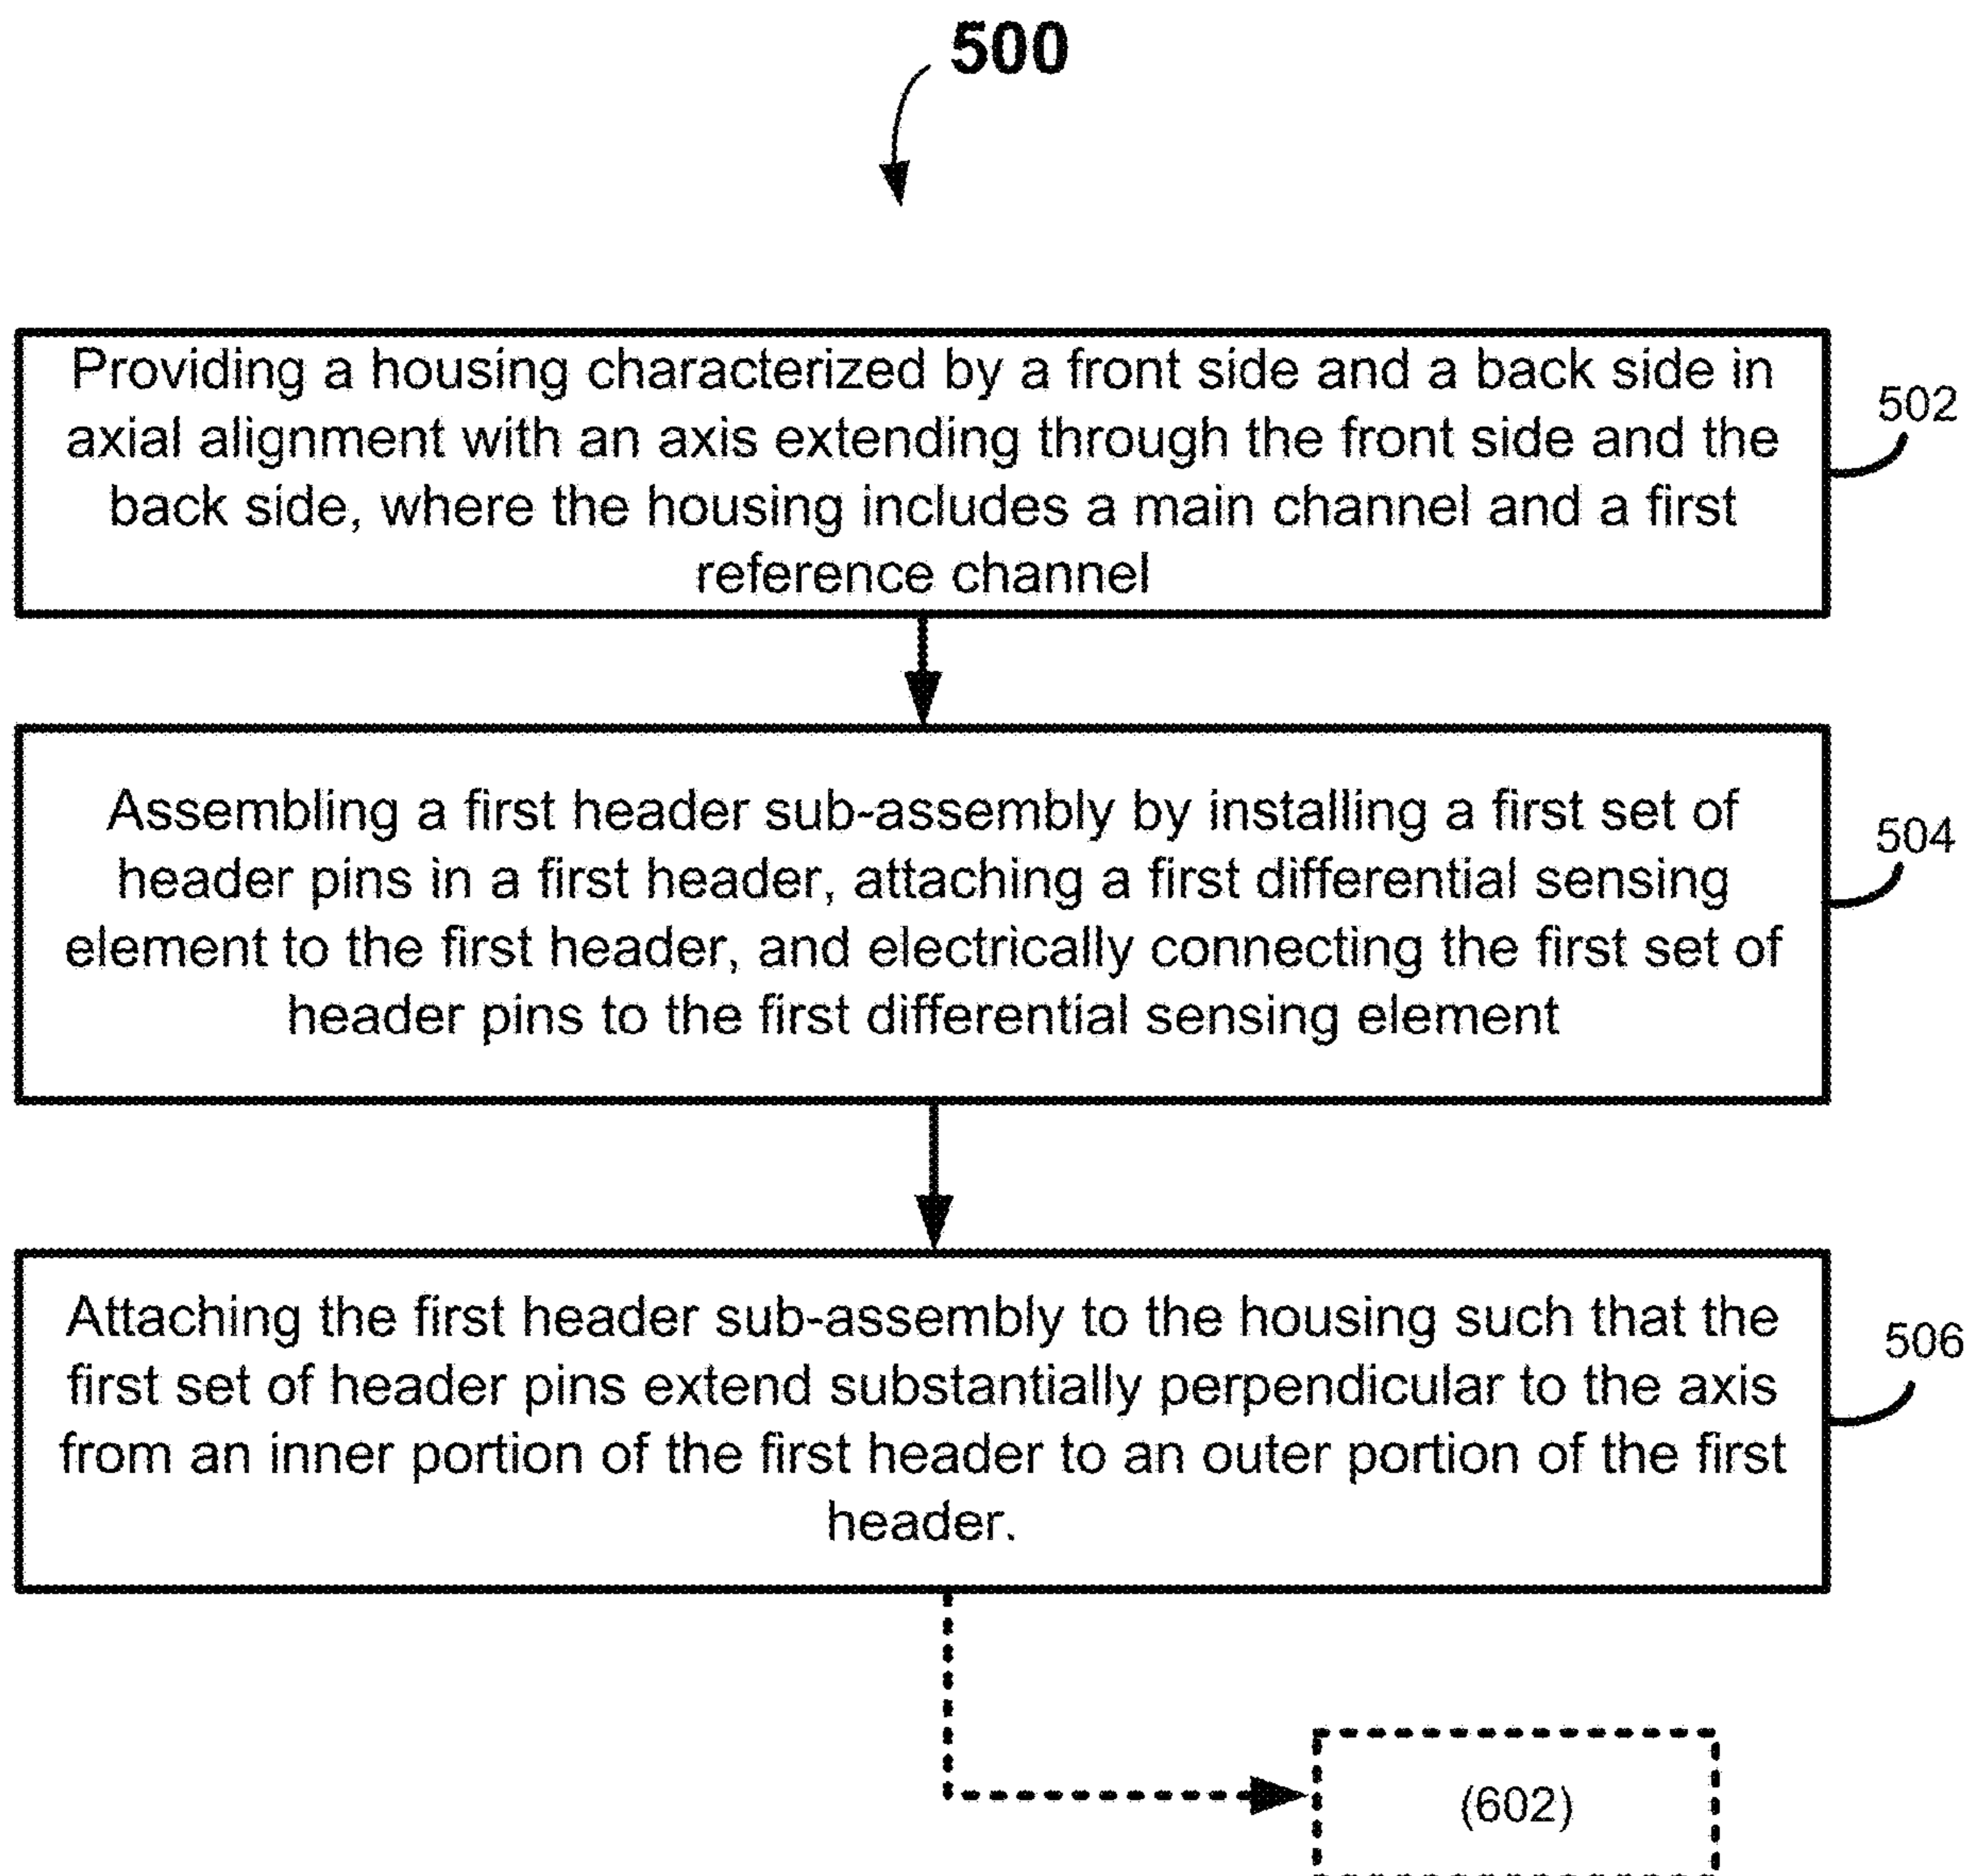 500
Providing a housing characterized by a front side and a back side in
axial alignment with an axis extending through the front side and the
back side, where the housing includes a main channel and a first
reference channel
502
Assembling a first header sub-assembly by installing a first set of
header pins in a first header, attaching a first differential sensing
element to the first header, and electrically connecting the first set of
header pins to the first differential sensing element
504
Attaching the first header sub-assembly to the housing such that the
first set of header pins extend substantially perpendicular to the axis
from an inner portion of the first header to an outer portion of the first
header.
506
(602)